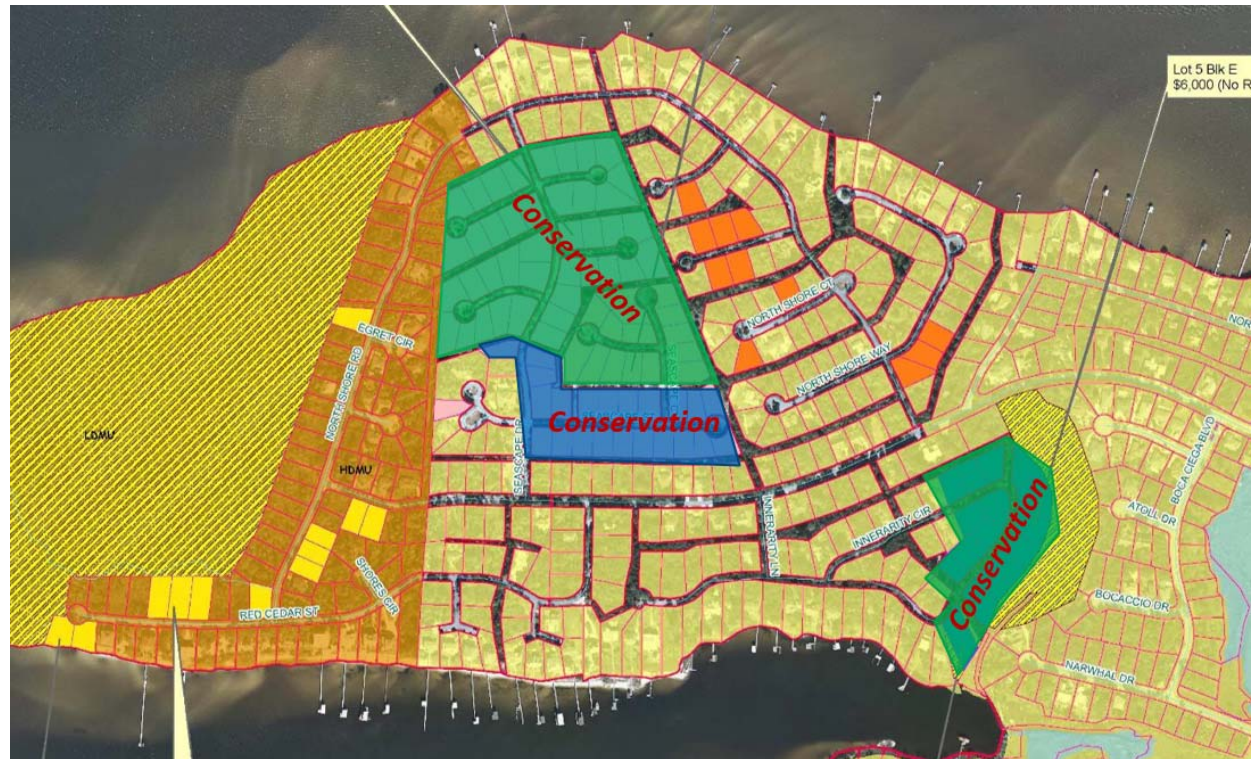 Lot 5 Blk E
$6,000 (No R
Conservation
NORTH SHORE CT
EGRET CIR
NORTH SHORE RD
NORTH SHORE WAY
LDMU
HDMU
Conservation
SEASCAPE DR
BOCA CIEGA BLVD
ATOLL DR
INNERARITY CIR
INNERARITY LN
Conservation
SHORES CIR
RED CEDAR ST
BOCACCIO DR
NARWHAL DR